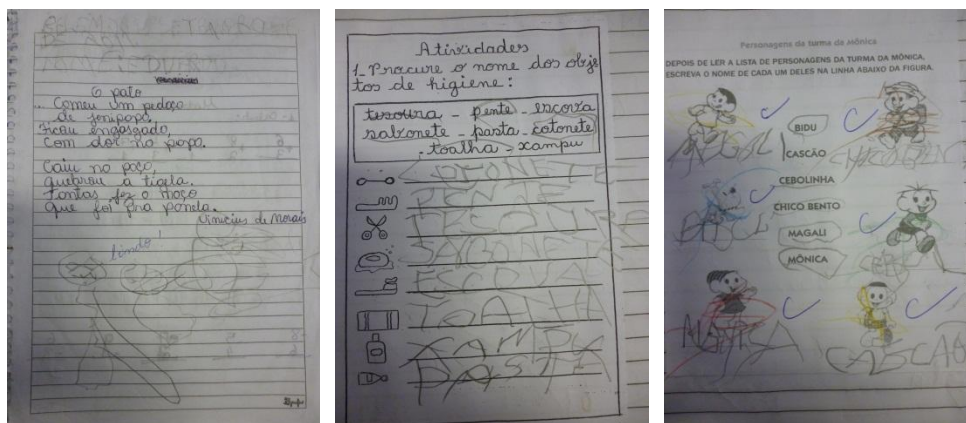 O pato
Comeu um pedaço
de jenipapo,
Ficou engasgado,
Com dor no papo.
Caiu no poço,
quebrou a tigela.
Tantas fez o moço
Que foi pra panela.
Vinicius de Moraes
lindo!
Atividades
1_ Procure o nome dos obje
tos de higiene:
tesoura - pente - escova
sabonete - pasta - cotonete
- toalha - xampu
COTONETE
PENTE
TESOURA
SABONETE
ESCOVA
TOALHA
XAMPU
PASTA
Personagens da turma da Mônica
DEPOIS DE LER A LISTA DE PERSONAGENS DA TURMA DA MÔNICA,
ESCREVA O NOME DE CADA UM DELES NA LINHA ABAIXO DA FIGURA.
BIDU
CASCÃO
CEBOLINHA
CHICO BENTO
MAGALI
MÔNICA
CASCAO